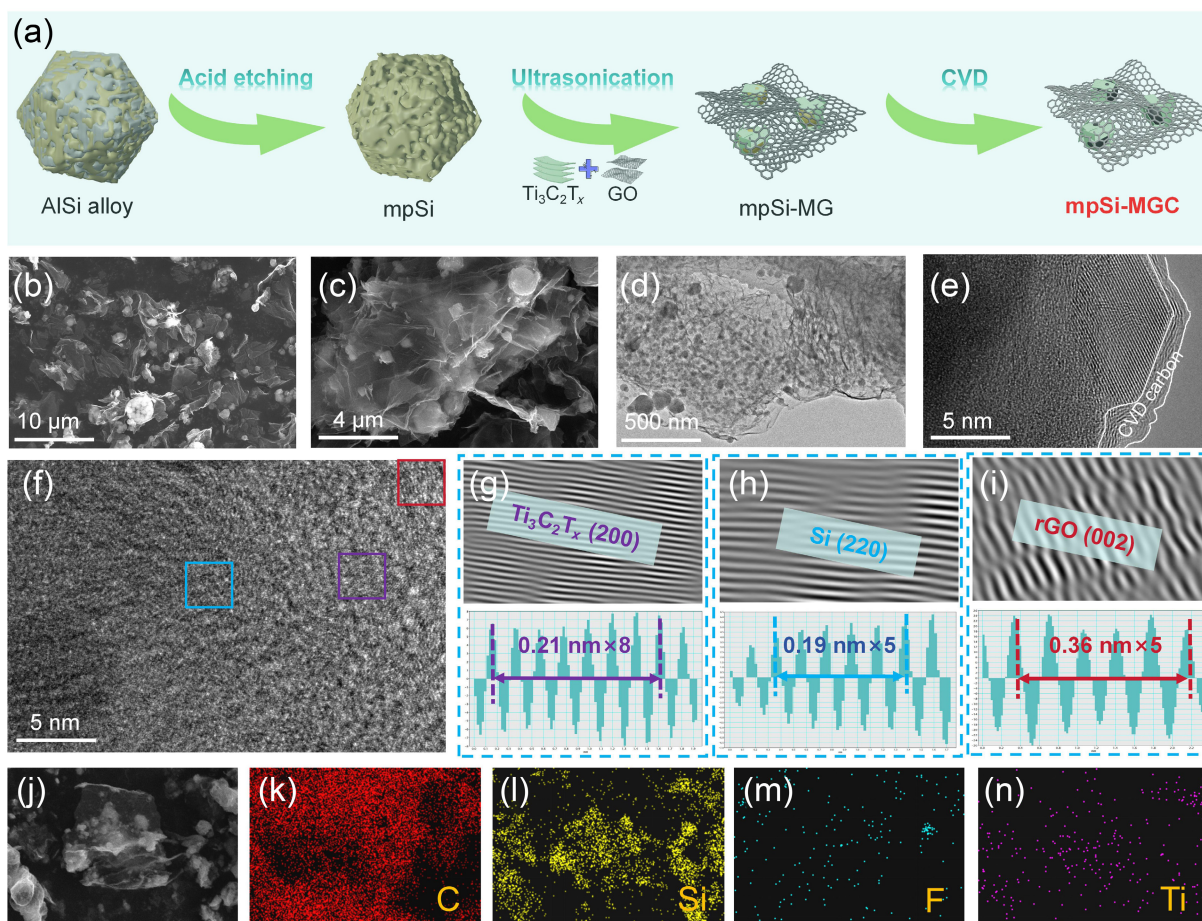 (a)
Acid etching
Ultrasonication
CVD
Ti₃C₂Tₓ
GO
AlSi alloy
mpSi
mpSi-MG
mpSi-MGC
(b)
10 µm
(c)
4 µm
(d)
500 nm
(e)
CVD carbon
5 nm
(f)
5 nm
(g)
Ti₃C₂Tₓ (200)
0.21 nm×8
(h)
Si (220)
0.19 nm×5
(i)
rGO (002)
0.36 nm×5
(j)
(k)
C
(l)
Si
(m)
F
(n)
Ti